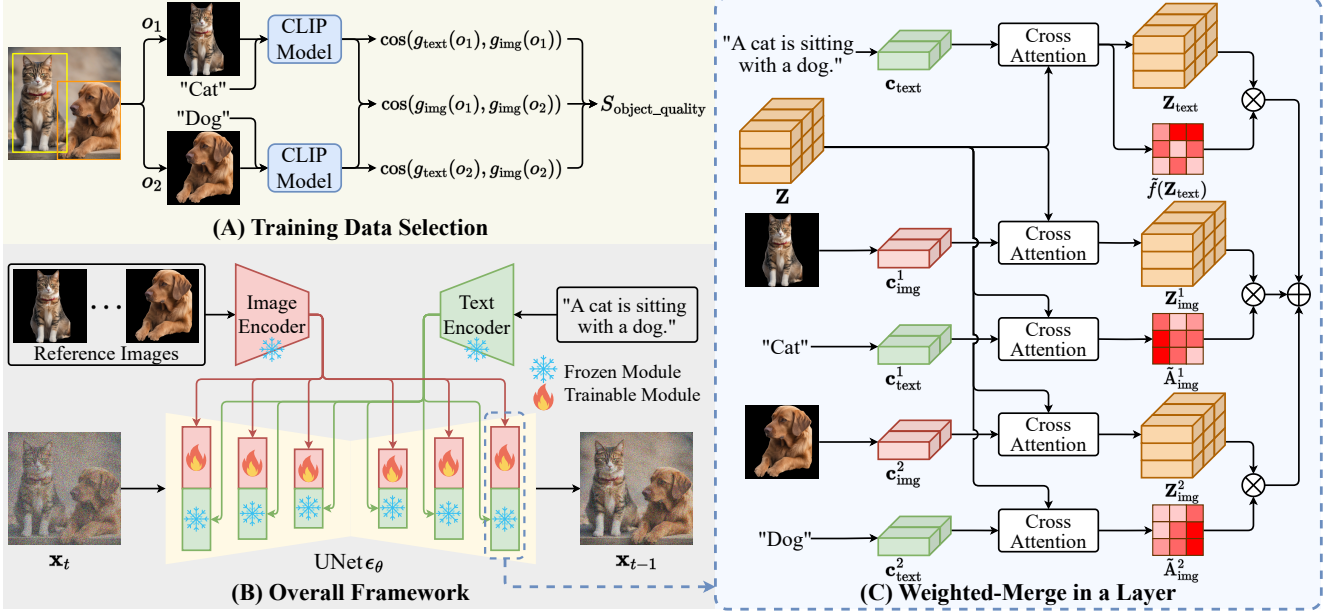 o₁
"Cat"
CLIP
Model
cos(g_text(o₁), g_img(o₁))
cos(g_img(o₁), g_img(o₂))
S_object_quality
"Dog"
o₂
CLIP
Model
cos(g_text(o₂), g_img(o₂))
(A) Training Data Selection
Reference Images
Image
Encoder
Text
Encoder
"A cat is sitting
with a dog."
Frozen Module
Trainable Module
x_t
UNet ϵ_θ
x_{t−1}
(B) Overall Framework
"A cat is sitting
with a dog."
c_text
Cross
Attention
Z_text
f̃(Z_text)
Z
c¹_img
Cross
Attention
Z¹_img
"Cat"
c¹_text
Cross
Attention
Ã¹_img
c²_img
Cross
Attention
Z²_img
"Dog"
c²_text
Cross
Attention
Ã²_img
(C) Weighted-Merge in a Layer